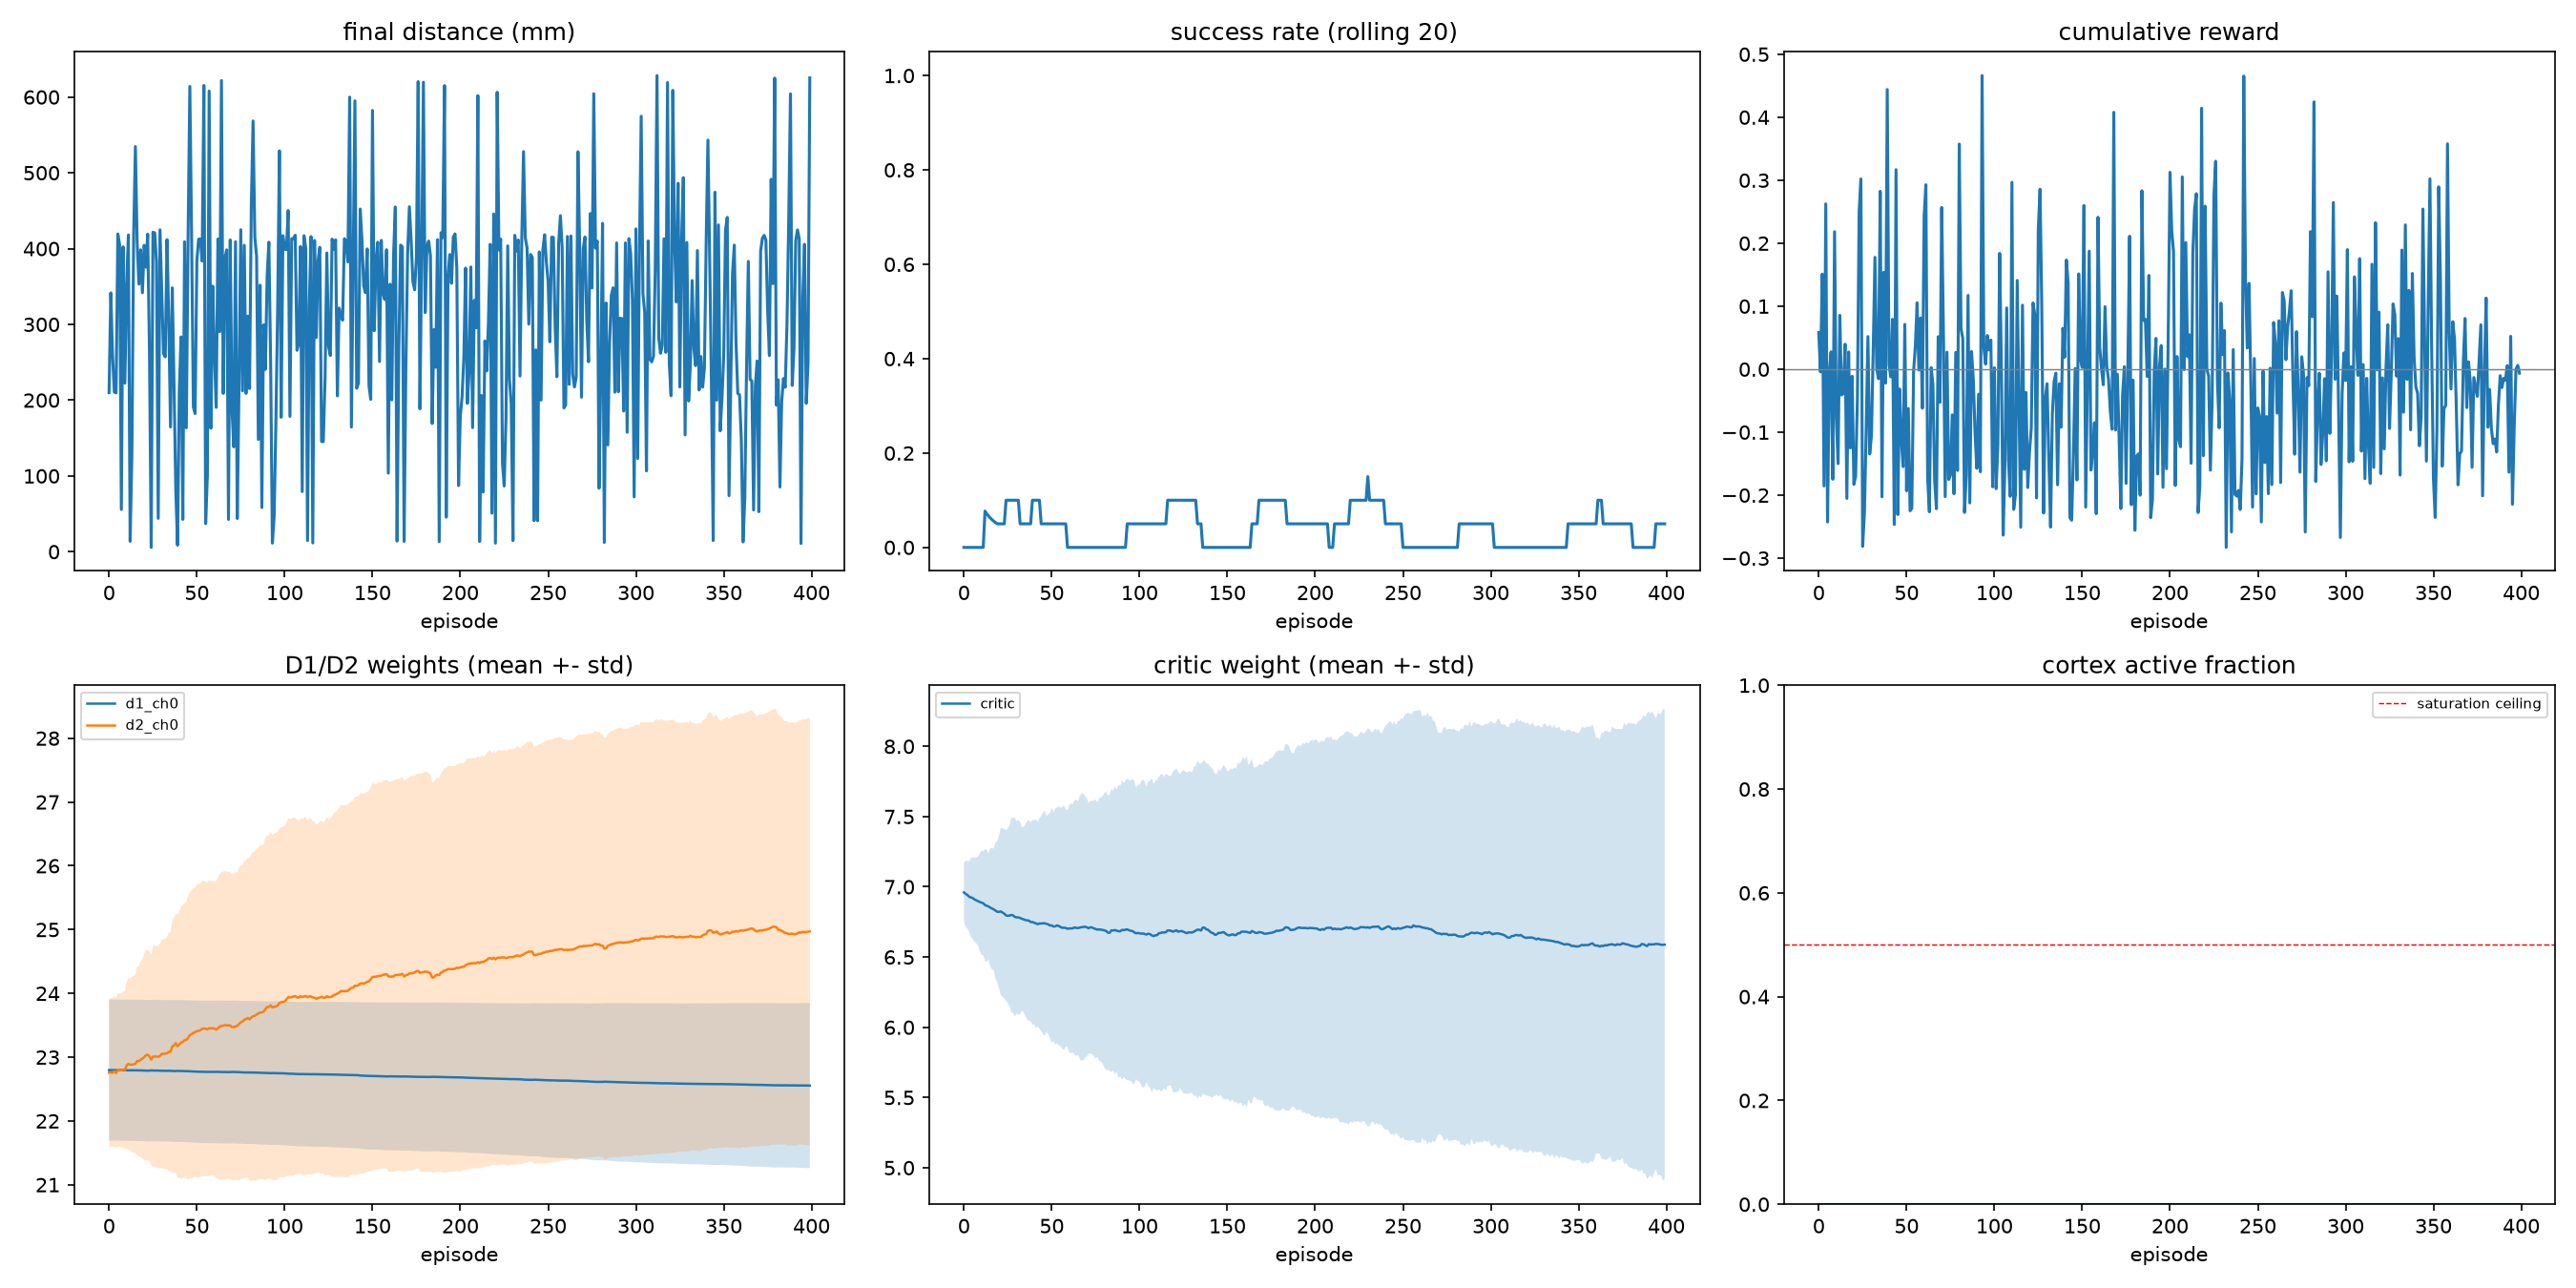 final distance (mm)
600
500
400
300
200
100
0
0 50 100 150 200 250 300 350 400
episode
success rate (rolling 20)
1.0
0.8
0.6
0.4
0.2
0.0
0 50 100 150 200 250 300 350 400
episode
cumulative reward
0.5
0.4
0.3
0.2
0.1
0.0
−0.1
−0.2
−0.3
0 50 100 150 200 250 300 350 400
episode
D1/D2 weights (mean +- std)
d1_ch0
d2_ch0
28
27
26
25
24
23
22
21
0 50 100 150 200 250 300 350 400
episode
critic weight (mean +- std)
critic
8.0
7.5
7.0
6.5
6.0
5.5
5.0
0 50 100 150 200 250 300 350 400
episode
cortex active fraction
saturation ceiling
1.0
0.8
0.6
0.4
0.2
0.0
0 50 100 150 200 250 300 350 400
episode